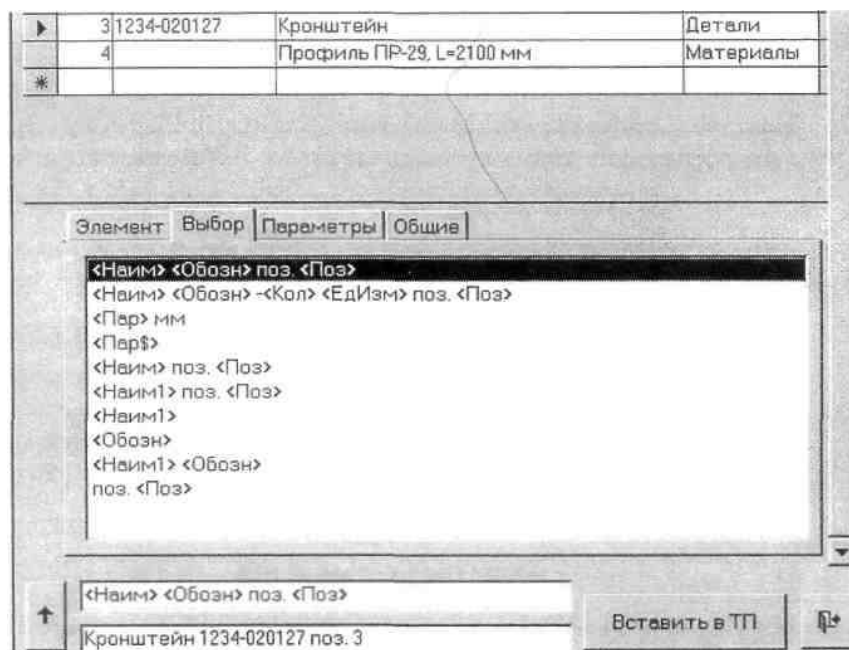 3 1234-020127 Кронштейн Детали
4 Профиль ПР-29, L=2100 мм Материалы
Элемент Выбор Параметры Общие
<Наим> <Обозн> поз. <Поз>
<Наим> <Обозн> -<Кол> <ЕдИзм> поз. <Поз>
<Пар> мм
<Пар$>
<Наим> поз. <Поз>
<Наим1> поз. <Поз>
<Наим1>
<Обозн>
<Наим1> <Обозн>
поз. <Поз>
<Наим> <Обозн> поз. <Поз>
Вставить в ТП
Кронштейн 1234-020127 поз. 3